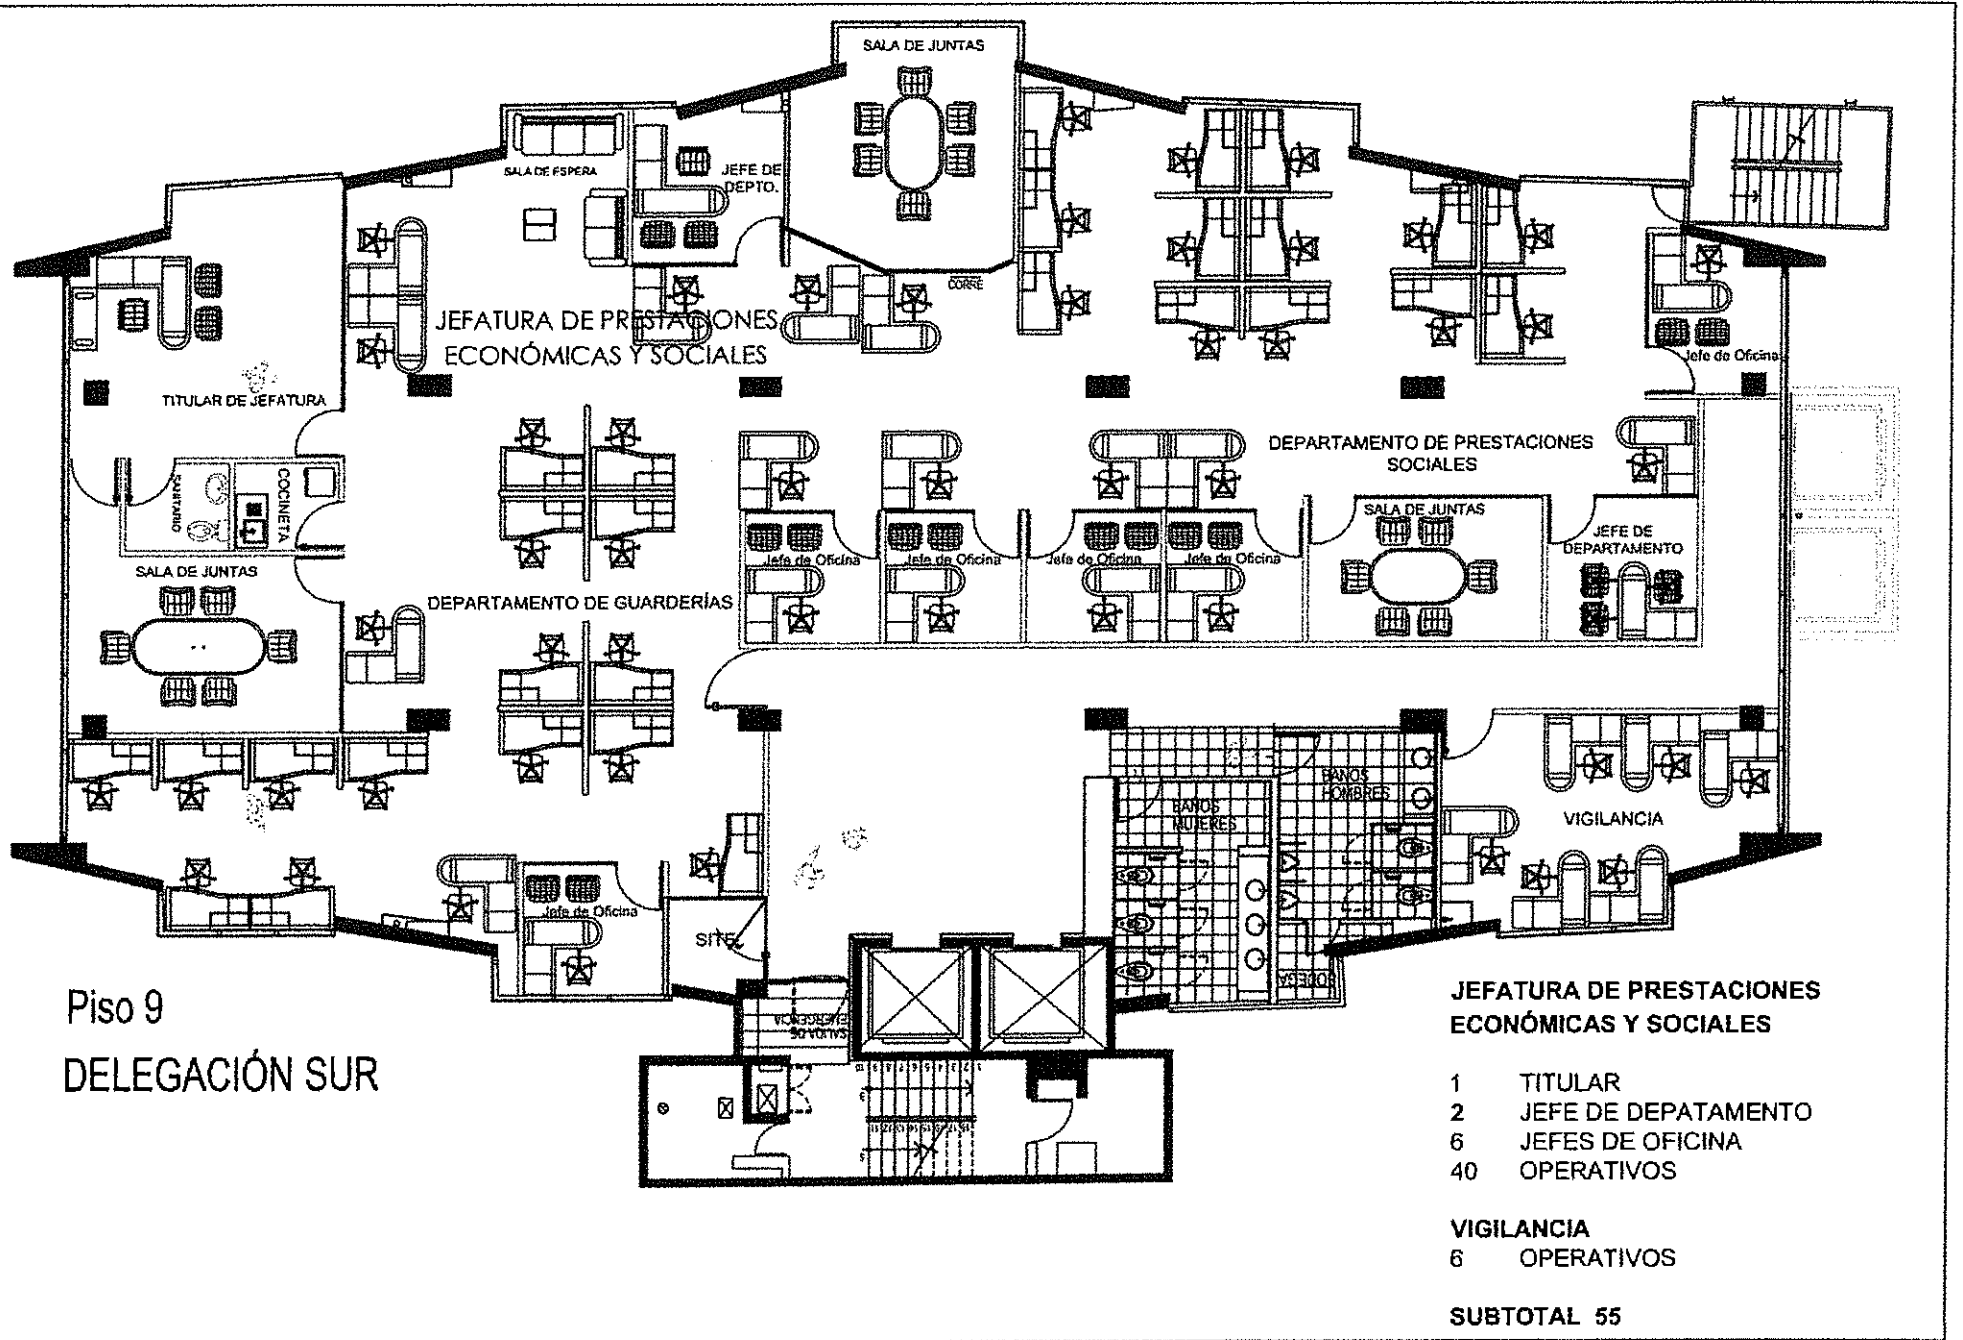 SALA DE JUNTAS
SALA DE ESPERA
JEFE DE
DEPTO.
CORRE
JEFATURA DE PRESTACIONES
ECONÓMICAS Y SOCIALES
Jefe de Oficina
TITULAR DE JEFATURA
DEPARTAMENTO DE PRESTACIONES
SOCIALES
SANITARIO
COCINETA
SALA DE JUNTAS
JEFE DE
DEPARTAMENTO
Jefe de Oficina
Jefe de Oficina
Jefe de Oficina
Jefe de Oficina
SALA DE JUNTAS
DEPARTAMENTO DE GUARDERÍAS
BAÑOS
HOMBRES
BAÑOS
MUJERES
VIGILANCIA
Jefe de Oficina
SITE
BODEGA
SALIDA DE
EMERGENCIA
Piso 9
DELEGACIÓN SUR
JEFATURA DE PRESTACIONES
ECONÓMICAS Y SOCIALES
1 TITULAR
2 JEFE DE DEPATAMENTO
6 JEFES DE OFICINA
40 OPERATIVOS
VIGILANCIA
6 OPERATIVOS
SUBTOTAL 55